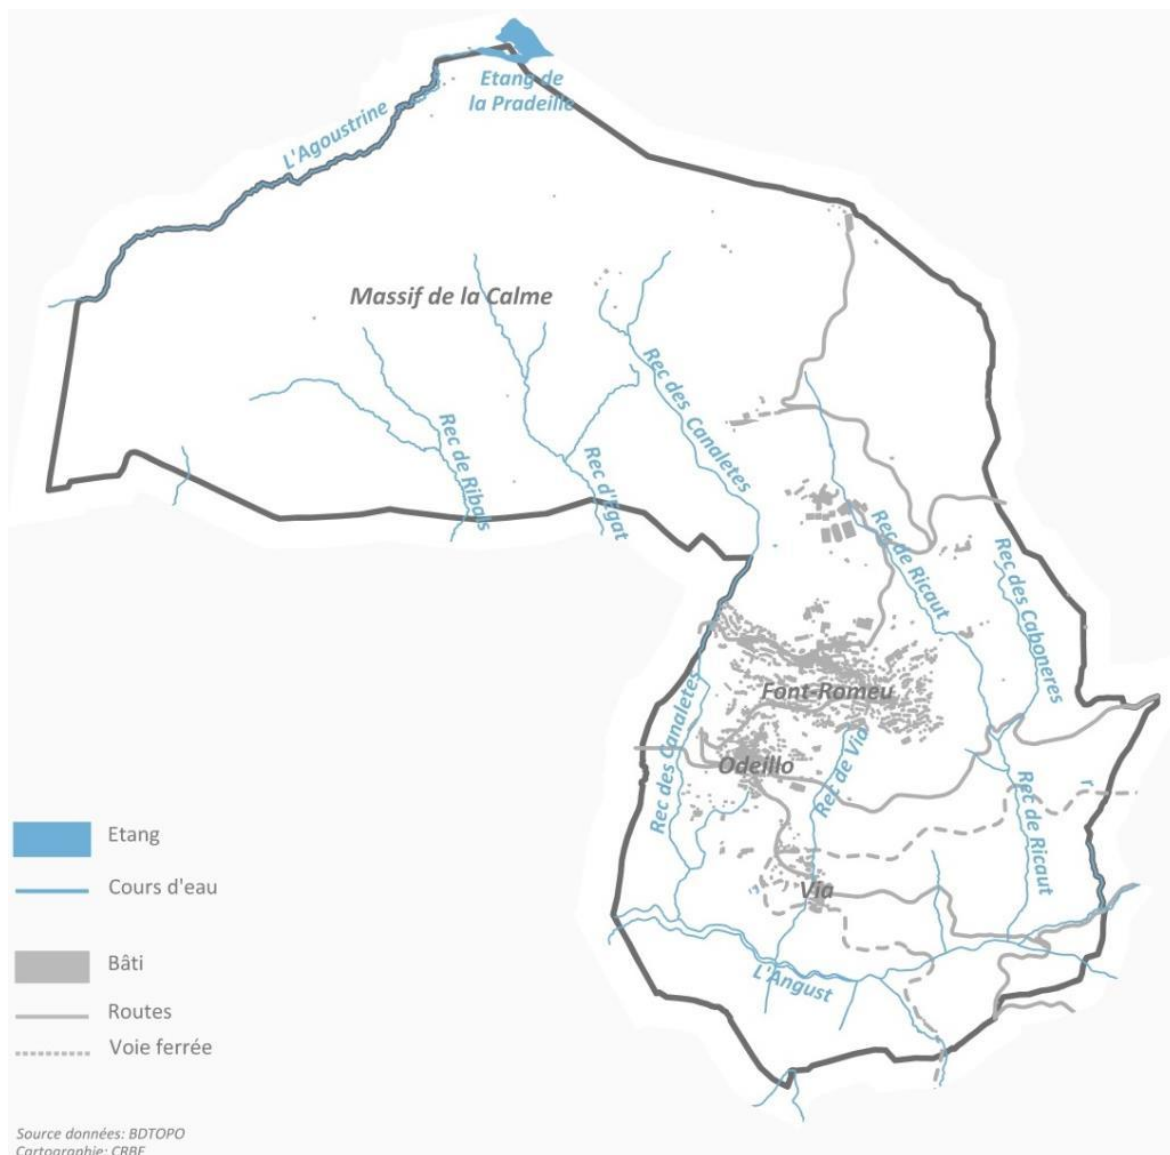 Etang de
la Pradeille
L'Agoustrine
Massif de la Calme
Rec des Canaletes
Rec de Ribals
Rec d'Egat
Rec de Ricaut
Rec des Caboneres
Font-Romeu
Rec des Canaletes
Odeillo
Rec de Via
Rec de Ricaut
Via
L'Angust
Etang
Cours d'eau
Bâti
Routes
Voie ferrée
Source données: BDTOPO
Cartographie: CRBE